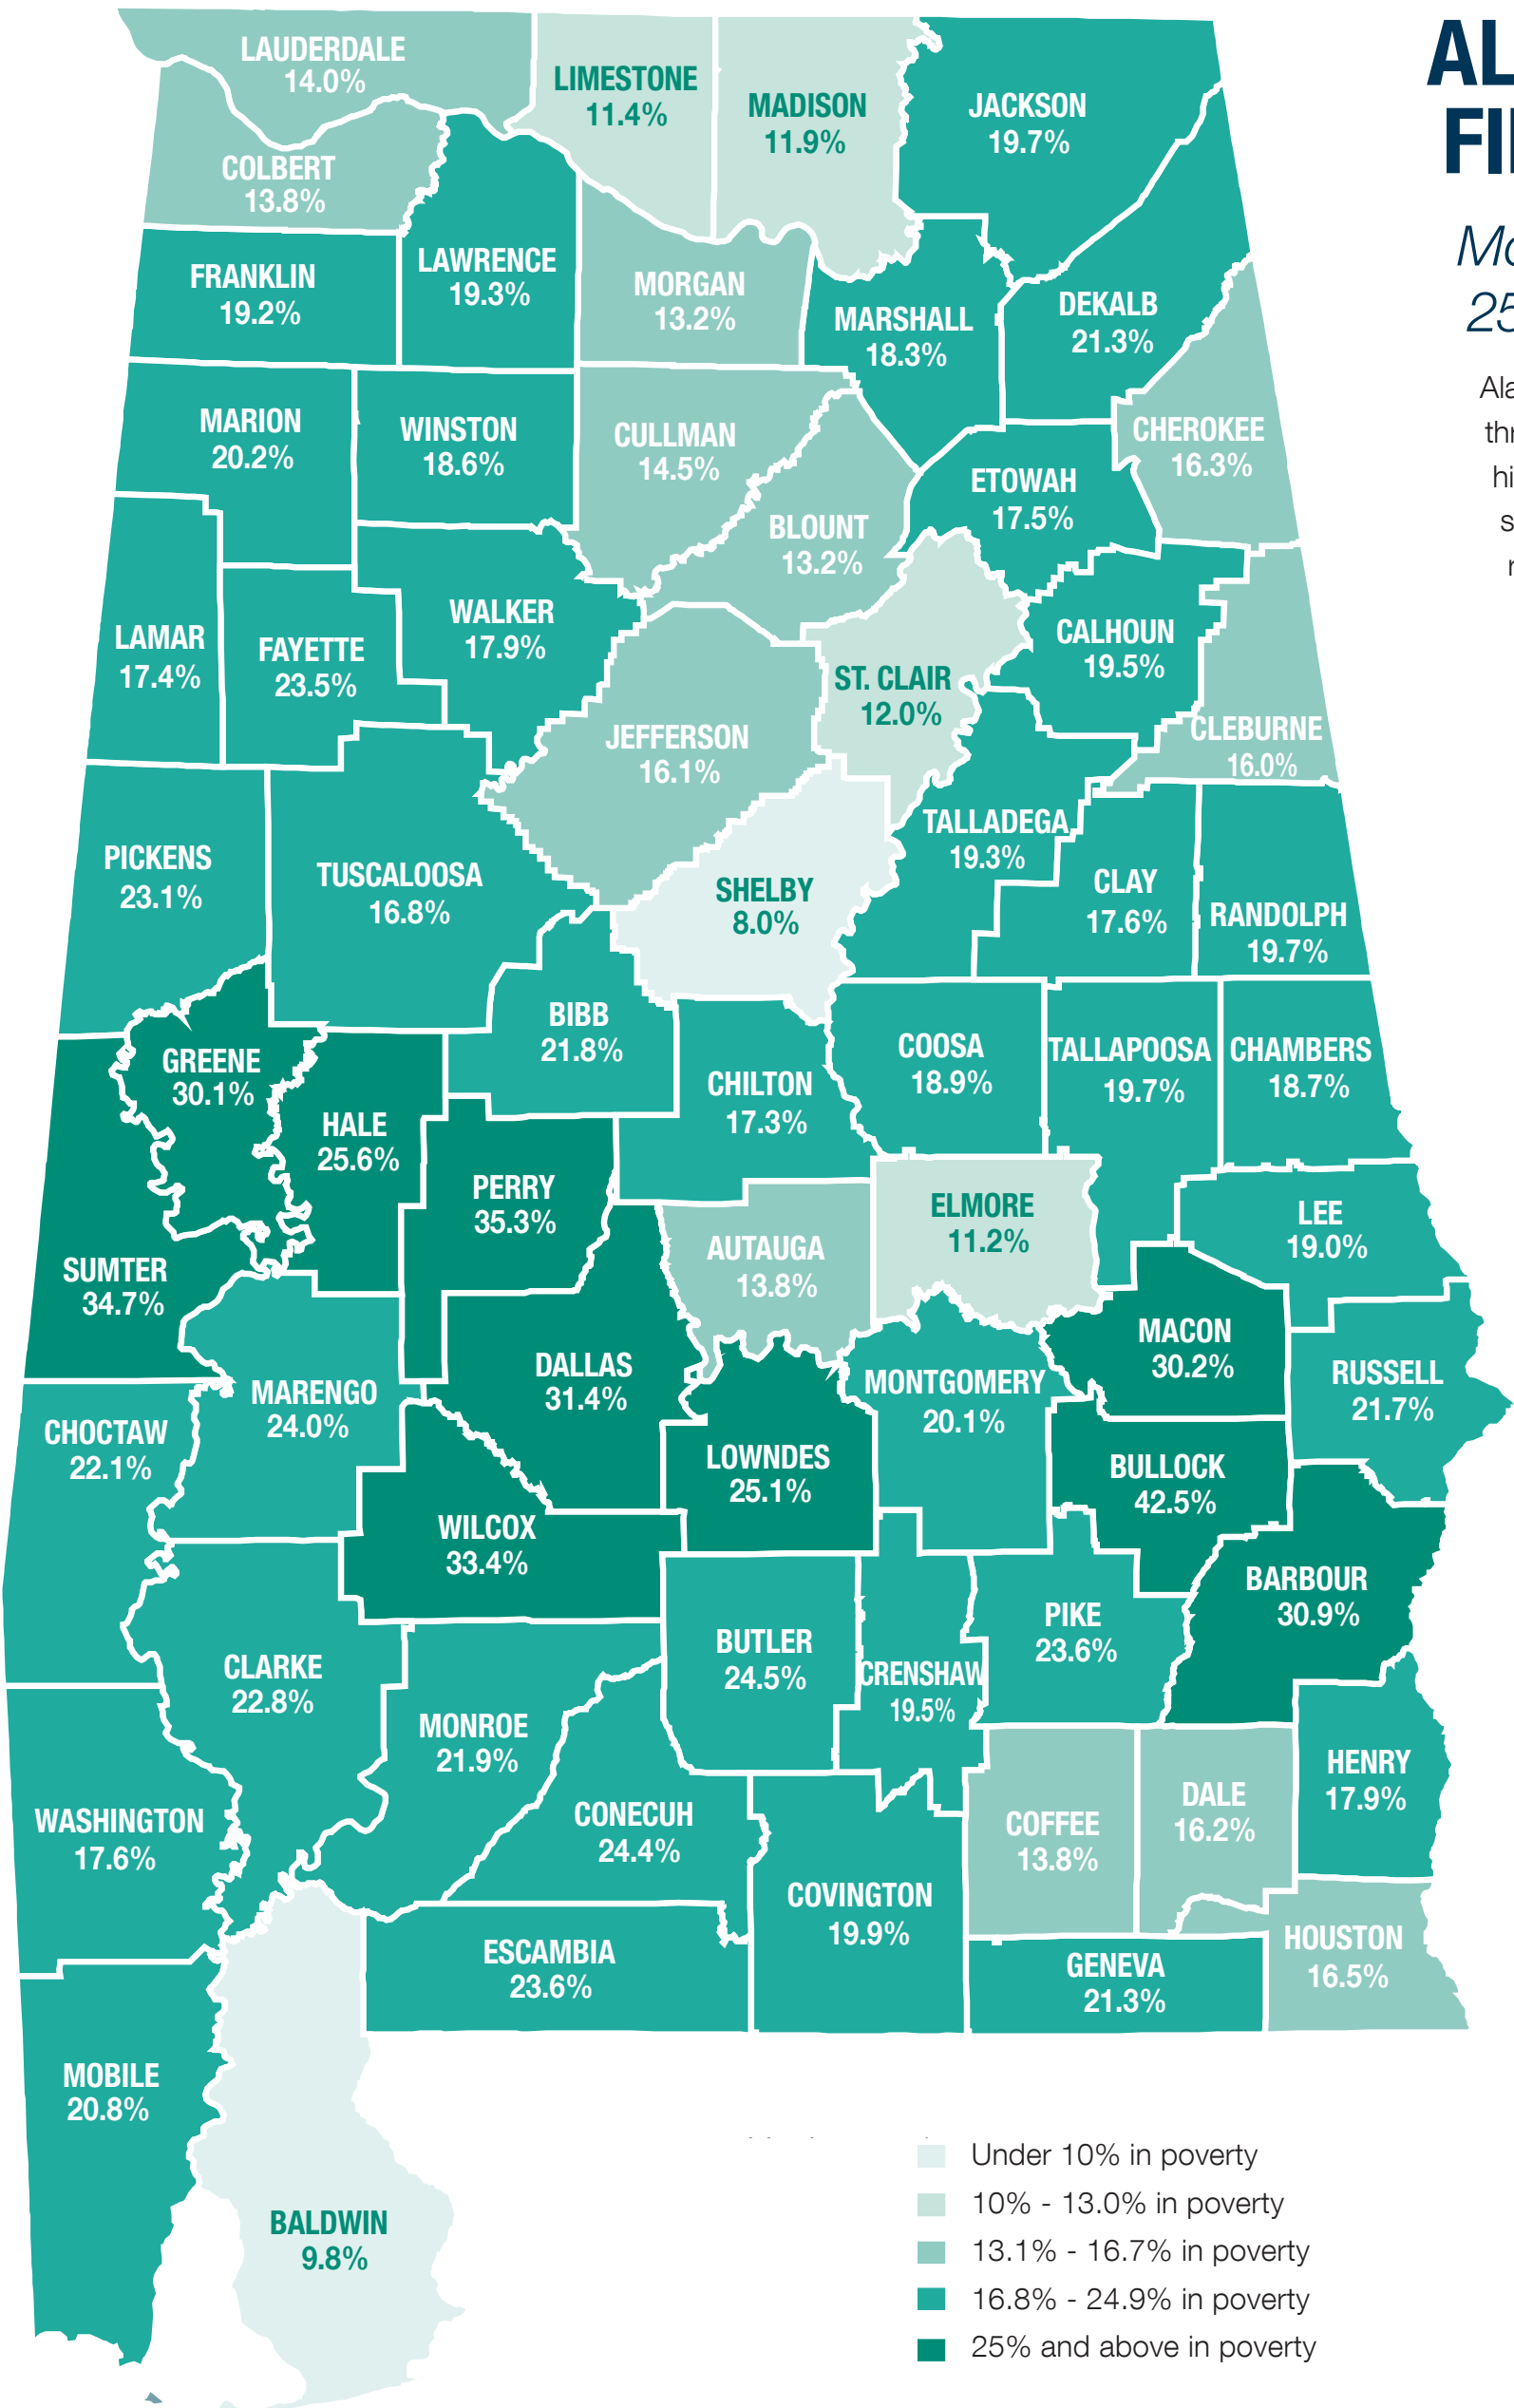 LAUDERDALE
14.0%
LIMESTONE
11.4%
MADISON
11.9%
JACKSON
19.7%
COLBERT
13.8%
FRANKLIN
19.2%
LAWRENCE
19.3%
MORGAN
13.2%
MARSHALL
18.3%
DEKALB
21.3%
MARION
20.2%
WINSTON
18.6%
CULLMAN
14.5%
CHEROKEE
16.3%
ETOWAH
17.5%
BLOUNT
13.2%
LAMAR
17.4%
FAYETTE
23.5%
WALKER
17.9%
CALHOUN
19.5%
ST. CLAIR
12.0%
JEFFERSON
16.1%
CLEBURNE
16.0%
PICKENS
23.1%
TUSCALOOSA
16.8%
SHELBY
8.0%
TALLADEGA
19.3%
CLAY
17.6%
RANDOLPH
19.7%
GREENE
30.1%
HALE
25.6%
BIBB
21.8%
CHILTON
17.3%
COOSA
18.9%
TALLAPOOSA
19.7%
CHAMBERS
18.7%
SUMTER
34.7%
PERRY
35.3%
AUTAUGA
13.8%
ELMORE
11.2%
LEE
19.0%
MACON
30.2%
RUSSELL
21.7%
MARENGO
24.0%
DALLAS
31.4%
MONTGOMERY
20.1%
CHOCTAW
22.1%
LOWNDES
25.1%
BULLOCK
42.5%
WILCOX
33.4%
BARBOUR
30.9%
CLARKE
22.8%
BUTLER
24.5%
CRENSHAW
19.5%
PIKE
23.6%
MONROE
21.9%
HENRY
17.9%
WASHINGTON
17.6%
CONECUH
24.4%
COFFEE
13.8%
DALE
16.2%
COVINGTON
19.9%
ESCAMBIA
23.6%
GENEVA
21.3%
HOUSTON
16.5%
MOBILE
20.8%
BALDWIN
9.8%
Under 10% in poverty
10% - 13.0% in poverty
13.1% - 16.7% in poverty
16.8% - 24.9% in poverty
25% and above in poverty
AL
Mo
25
Ala
thr
hi
s